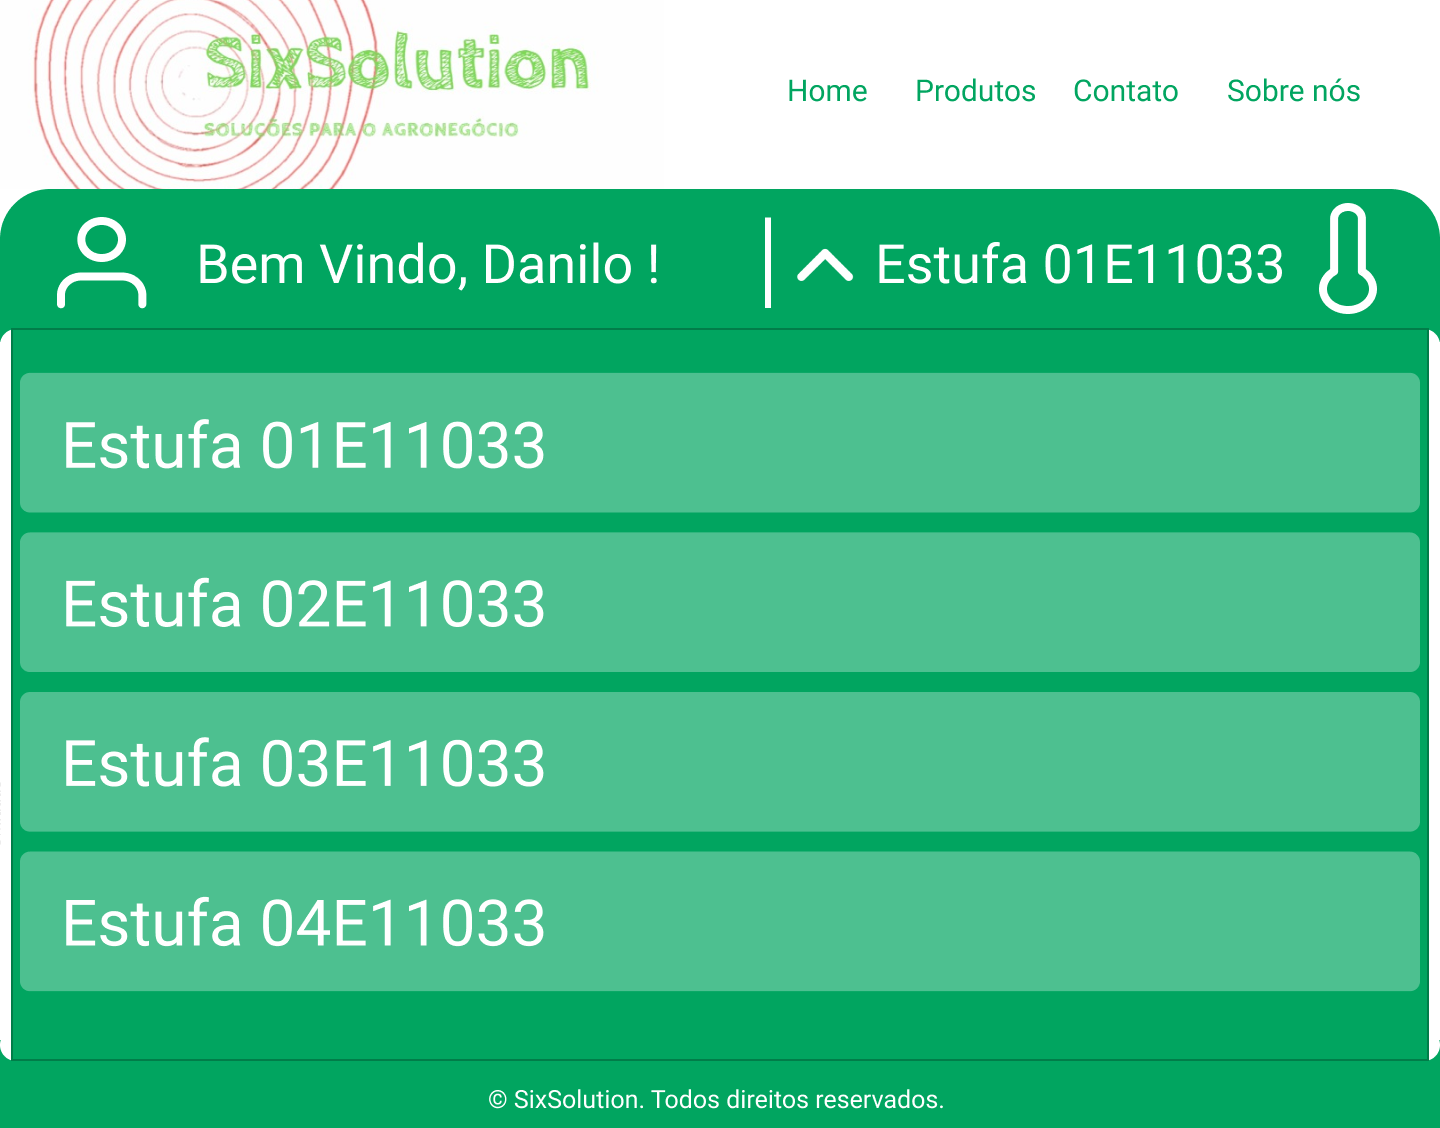 SixSolution
SOLUÇÕES PARA O AGRONEGÓCIO
Home Produtos Contato Sobre nós
Bem Vindo, Danilo ! Estufa 01E11033
Estufa 01E11033
Estufa 02E11033
Estufa 03E11033
Estufa 04E11033
© SixSolution. Todos direitos reservados.